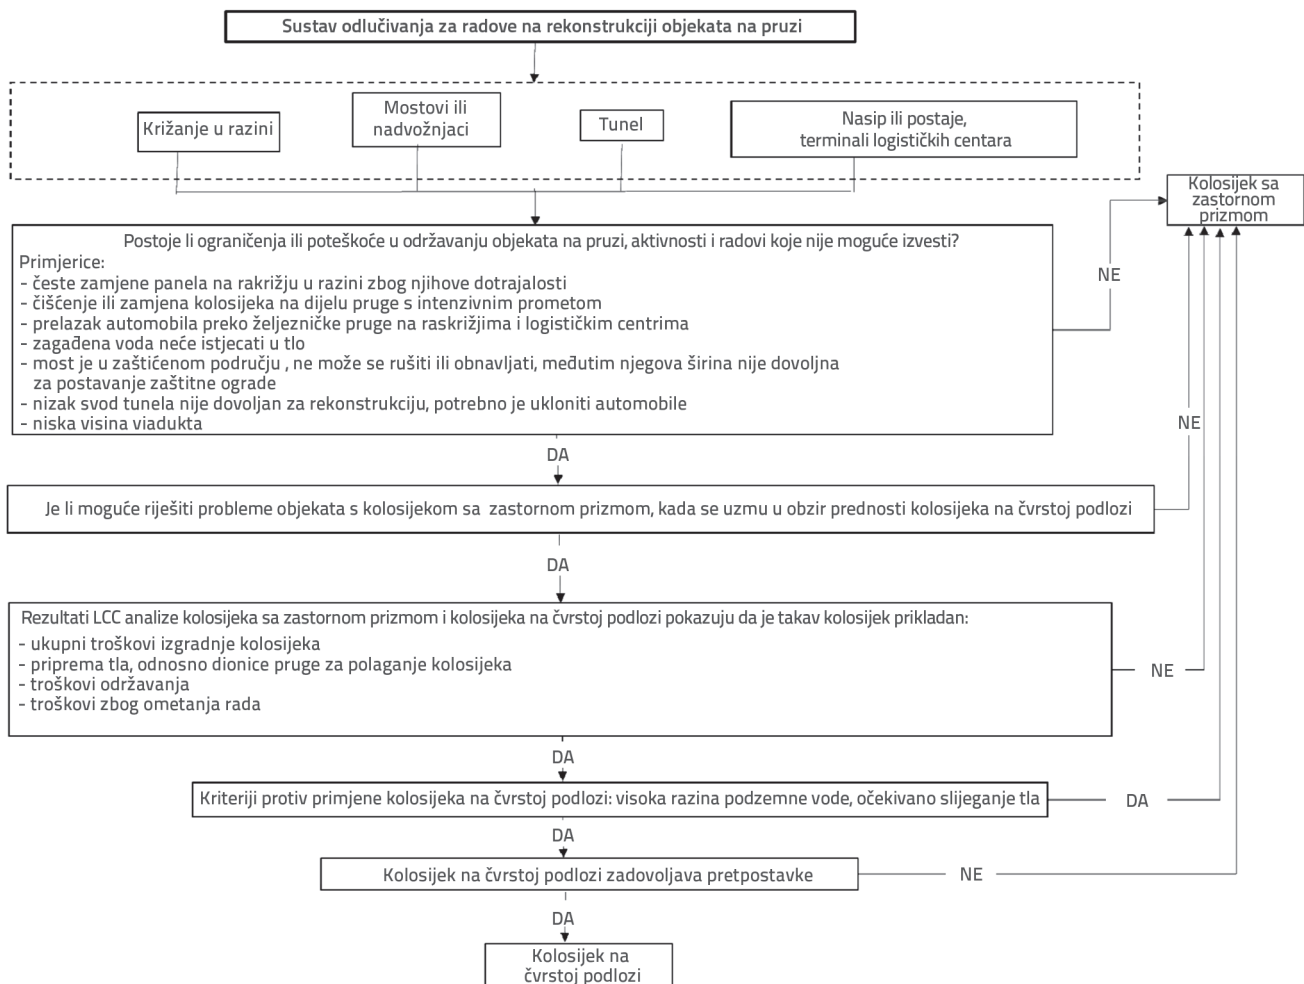 Sustav odlučivanja za radove na rekonstrukciji objekata na pruzi
Križanje u razini
Mostovi ili
nadvožnjaci
Tunel
Nasip ili postaje,
terminali logističkih centara
Kolosijek sa
zastornom
prizmom
Postoje li ograničenja ili poteškoće u održavanju objekata na pruzi, aktivnosti i radovi koje nije moguće izvesti?
Primjerice:
- česte zamjene panela na rakrižju u razini zbog njihove dotrajalosti
- čišćenje ili zamjena kolosijeka na dijelu pruge s intenzivnim prometom
- prelazak automobila preko željezničke pruge na raskrižjima i logističkim centrima
- zagađena voda neće istjecati u tlo
- most je u zaštićenom području , ne može se rušiti ili obnavljati, međutim njegova širina nije dovoljna
za postavanje zaštitne ograde
- nizak svod tunela nije dovoljan za rekonstrukciju, potrebno je ukloniti automobile
- niska visina viadukta
NE
DA
NE
Je li moguće riješiti probleme objekata s kolosijekom sa zastornom prizmom, kada se uzmu u obzir prednosti kolosijeka na čvrstoj podlozi
DA
Rezultati LCC analize kolosijeka sa zastornom prizmom i kolosijeka na čvrstoj podlozi pokazuju da je takav kolosijek prikladan:
- ukupni troškovi izgradnje kolosijeka
- priprema tla, odnosno dionice pruge za polaganje kolosijeka
- troškovi održavanja
- troškovi zbog ometanja rada
NE
DA
Kriteriji protiv primjene kolosijeka na čvrstoj podlozi: visoka razina podzemne vode, očekivano slijeganje tla
DA
DA
Kolosijek na čvrstoj podlozi zadovoljava pretpostavke
NE
DA
Kolosijek na
čvrstoj podlozi